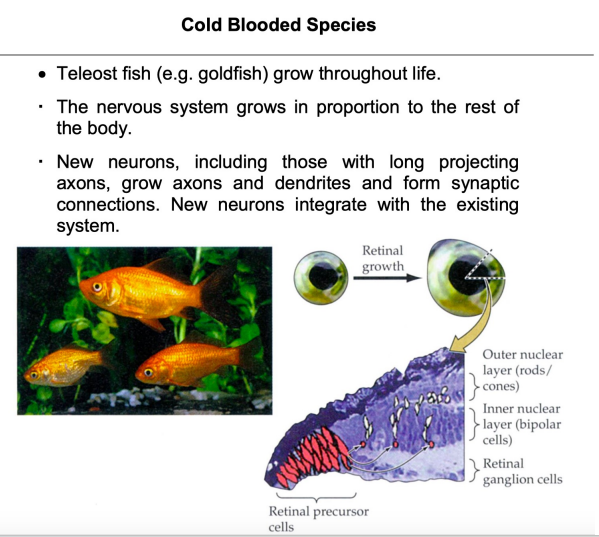 Cold Blooded Species
• Teleost fish (e.g. goldfish) grow throughout life.
· The nervous system grows in proportion to the rest of
the body.
· New neurons, including those with long projecting
axons, grow axons and dendrites and form synaptic
connections. New neurons integrate with the existing
system.
Retinal
growth
Outer nuclear
layer (rods/
cones)
Inner nuclear
layer (bipolar
cells)
Retinal
ganglion cells
Retinal precursor
cells